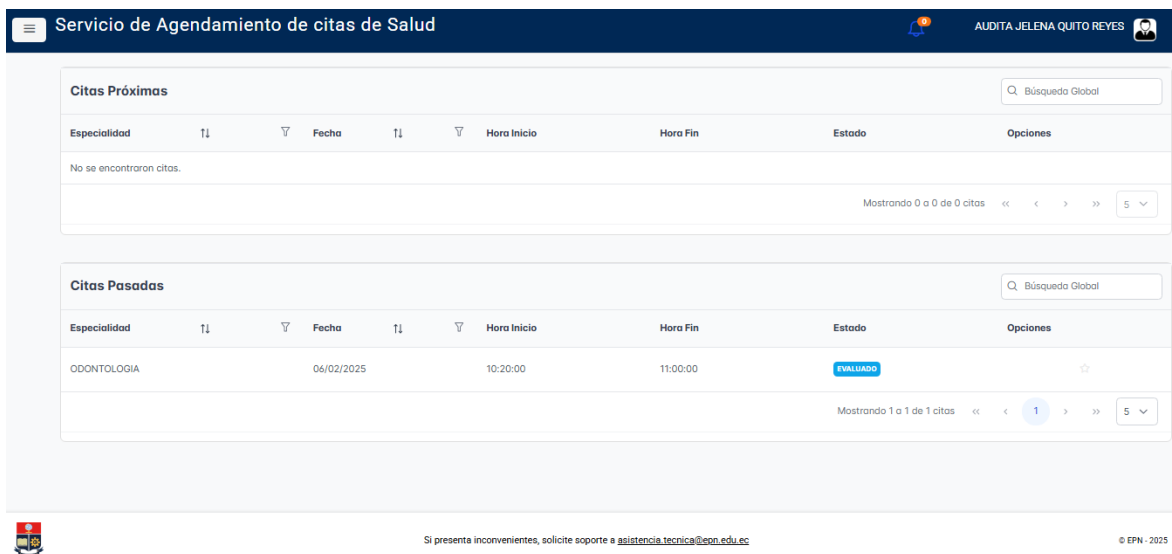 Servicio de Agendamiento de citas de Salud 0 AUDITA JELENA QUITO REYES
Citas Próximas Búsqueda Global
Especialidad Fecha Hora Inicio Hora Fin Estado Opciones
No se encontraron citas.
Mostrando 0 a 0 de 0 citas << < > >> 5
Citas Pasadas Búsqueda Global
Especialidad Fecha Hora Inicio Hora Fin Estado Opciones
ODONTOLOGIA 06/02/2025 10:20:00 11:00:00 EVALUADO
Mostrando 1 a 1 de 1 citas << < 1 > >> 5
Si presenta inconvenientes, solicite soporte a asistencia.tecnica@epn.edu.ec © EPN - 2025